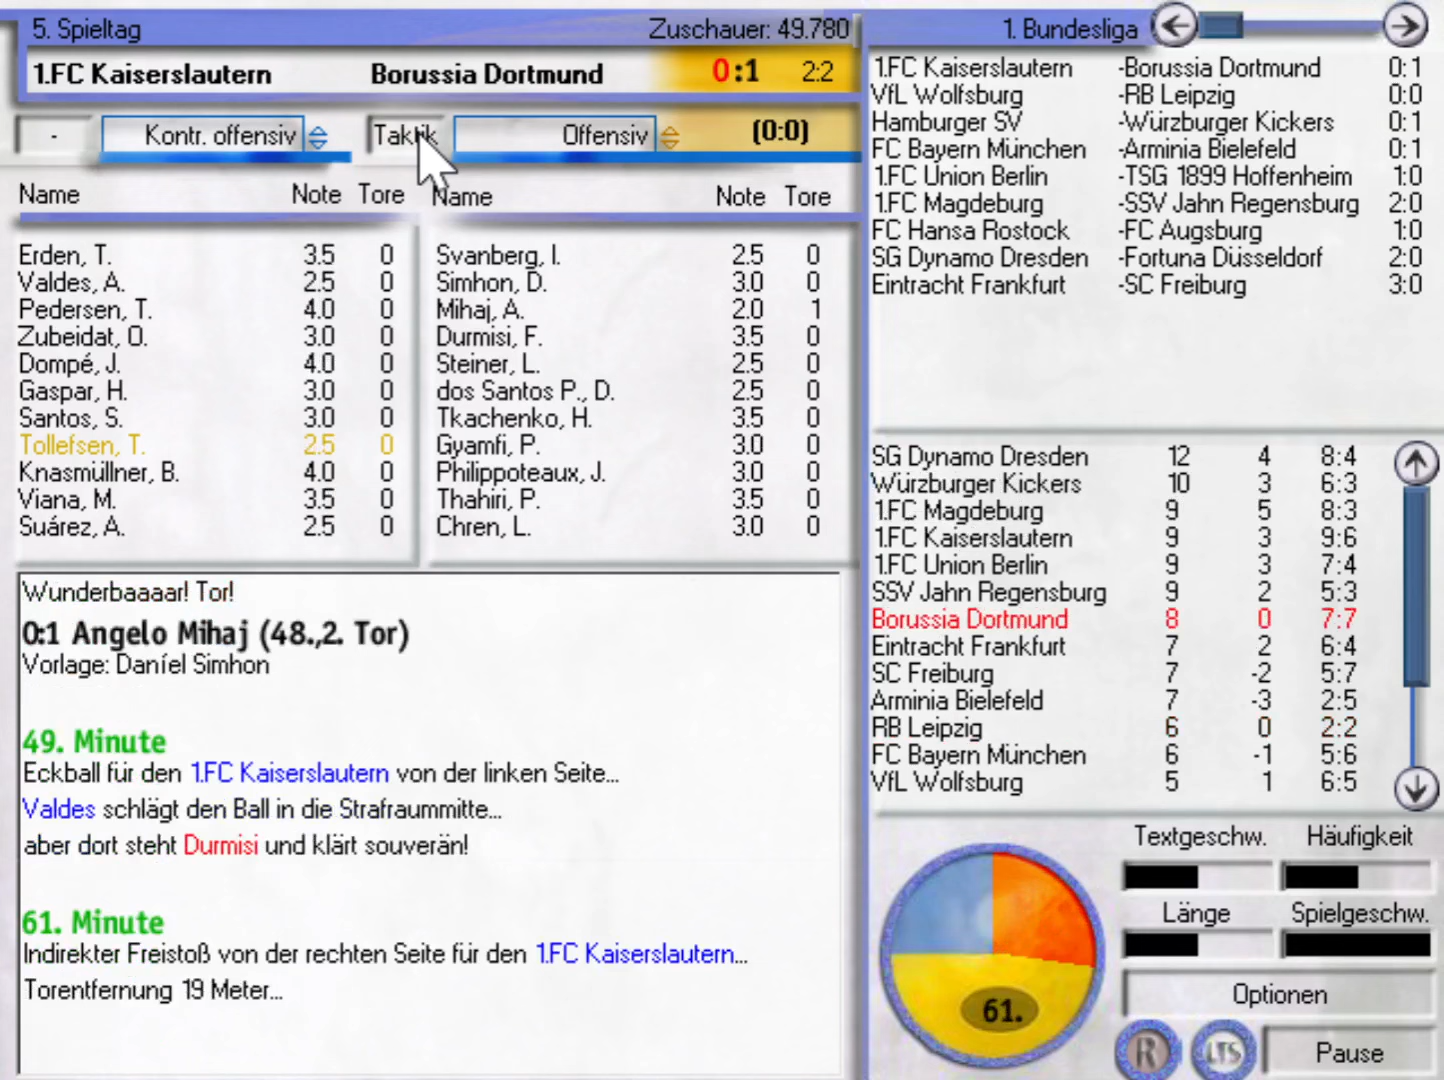 5. Spieltag Zuschauer: 49.780
1.FC Kaiserslautern Borussia Dortmund 0:1 2:2
- Kontr. offensiv Taktik Offensiv (0:0)
Name Note Tore Name Note Tore
Erden, T. 3.5 0 Svanberg, I. 2.5 0
Valdes, A. 2.5 0 Simhon, D. 3.0 0
Pedersen, T. 4.0 0 Mihaj, A. 2.0 1
Zubeidat, O. 3.0 0 Durmisi, F. 3.5 0
Dompé, J. 4.0 0 Steiner, L. 2.5 0
Gaspar, H. 3.0 0 dos Santos P., D. 2.5 0
Santos, S. 3.0 0 Tkachenko, H. 3.5 0
Tollefsen, T. 2.5 0 Gyamfi, P. 3.0 0
Knasmüllner, B. 4.0 0 Philippoteaux, J. 3.0 0
Viana, M. 3.5 0 Thahiri, P. 3.5 0
Suárez, A. 2.5 0 Chren, L. 3.0 0
Wunderbaaaar! Tor!
0:1 Angelo Mihaj (48.,2. Tor)
Vorlage: Daníel Simhon
49. Minute
Eckball für den 1.FC Kaiserslautern von der linken Seite...
Valdes schlägt den Ball in die Strafraummitte...
aber dort steht Durmisi und klärt souverän!
61. Minute
Indirekter Freistoß von der rechten Seite für den 1.FC Kaiserslautern...
Torentfernung 19 Meter...
1. Bundesliga
1.FC Kaiserslautern -Borussia Dortmund 0:1
VfL Wolfsburg -RB Leipzig 0:0
Hamburger SV -Würzburger Kickers 0:1
FC Bayern München -Arminia Bielefeld 0:1
1.FC Union Berlin -TSG 1899 Hoffenheim 1:0
1.FC Magdeburg -SSV Jahn Regensburg 2:0
FC Hansa Rostock -FC Augsburg 1:0
SG Dynamo Dresden -Fortuna Düsseldorf 2:0
Eintracht Frankfurt -SC Freiburg 3:0
SG Dynamo Dresden 12 4 8:4
Würzburger Kickers 10 3 6:3
1.FC Magdeburg 9 5 8:3
1.FC Kaiserslautern 9 3 9:6
1.FC Union Berlin 9 3 7:4
SSV Jahn Regensburg 9 2 5:3
Borussia Dortmund 8 0 7:7
Eintracht Frankfurt 7 2 6:4
SC Freiburg 7 -2 5:7
Arminia Bielefeld 7 -3 2:5
RB Leipzig 6 0 2:2
FC Bayern München 6 -1 5:6
VfL Wolfsburg 5 1 6:5
Textgeschw. Häufigkeit
Länge Spielgeschw.
61.
Optionen
R LTS Pause